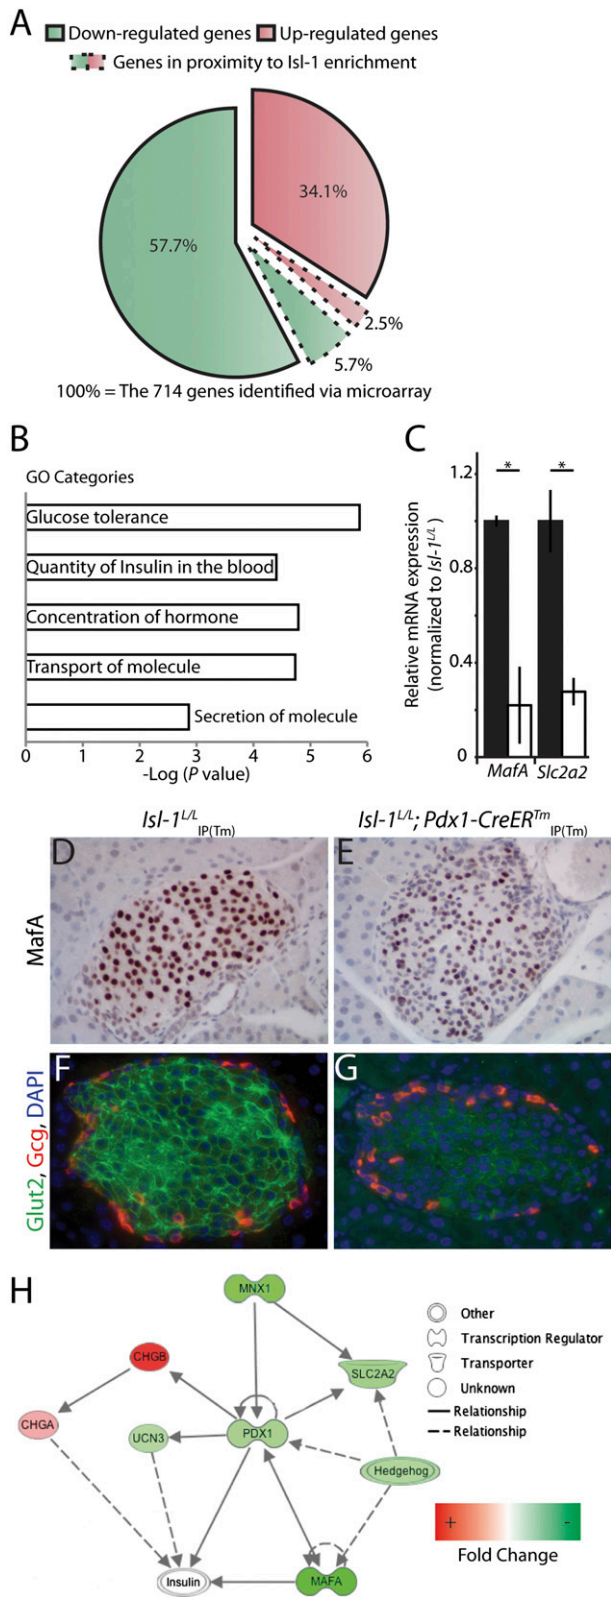 A
Down-regulated genes Up-regulated genes
Genes in proximity to Isl-1 enrichment
34.1%
57.7%
2.5%
5.7%
100% = The 714 genes identified via microarray
B
GO Categories
Glucose tolerance
Quantity of Insulin in the blood
Concentration of hormone
Transport of molecule
Secretion of molecule
0 1 2 3 4 5 6
-Log (P value)
C
Relative mRNA expression
(normalized to Isl-1L/L)
1.2
0.8
0.4
0
* *
MafA Slc2a2
Isl-1L/L IP(Tm)
Isl-1L/L; Pdx1-CreERTm IP(Tm)
MafA
D
E
Glut2, Gcg, DAPI
F
G
H
MNX1
CHGB
SLC2A2
CHGA
UCN3
PDX1
Hedgehog
Insulin
MAFA
Other
Transcription Regulator
Transporter
Unknown
Relationship
Relationship
+ -
Fold Change